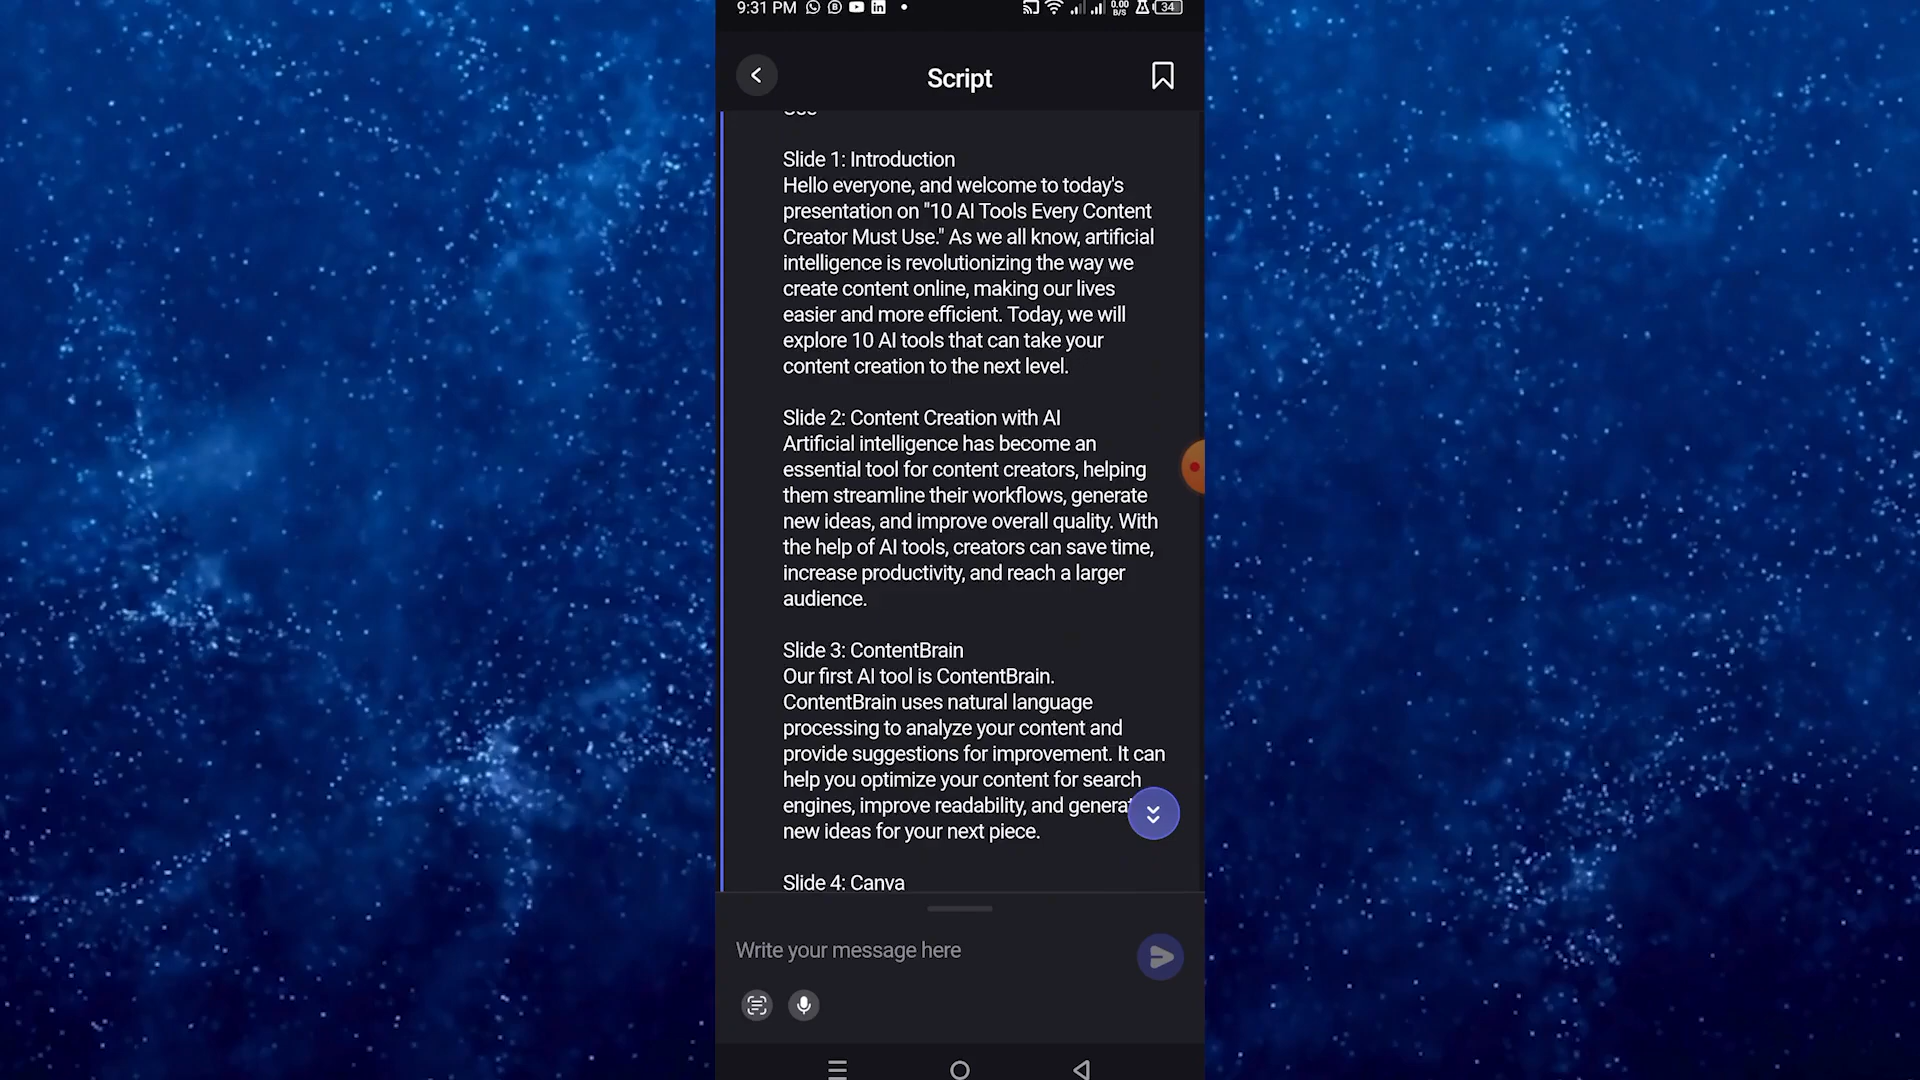 9:31 PM
0.00
B/S
34
Script
Use
Slide 1: Introduction
Hello everyone, and welcome to today's
presentation on "10 AI Tools Every Content
Creator Must Use." As we all know, artificial
intelligence is revolutionizing the way we
create content online, making our lives
easier and more efficient. Today, we will
explore 10 AI tools that can take your
content creation to the next level.
Slide 2: Content Creation with AI
Artificial intelligence has become an
essential tool for content creators, helping
them streamline their workflows, generate
new ideas, and improve overall quality. With
the help of AI tools, creators can save time,
increase productivity, and reach a larger
audience.
Slide 3: ContentBrain
Our first AI tool is ContentBrain.
ContentBrain uses natural language
processing to analyze your content and
provide suggestions for improvement. It can
help you optimize your content for search
engines, improve readability, and generat
new ideas for your next piece.
Slide 4: Canva
Write your message here